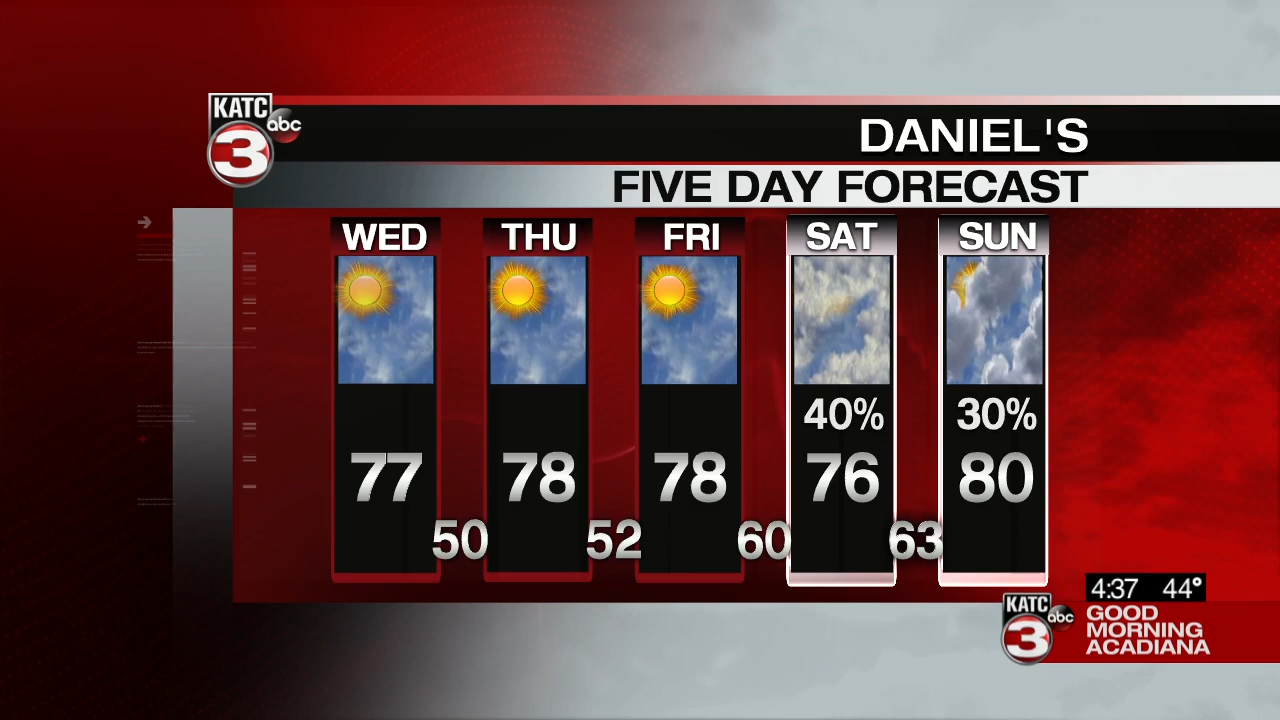 KATC
abc
3
DANIEL'S
FIVE DAY FORECAST
WED THU FRI SAT SUN
40% 30%
77 78 78 76 80
50 52 60 63
4:37 44°
KATC
abc
3
GOOD
MORNING
ACADIANA